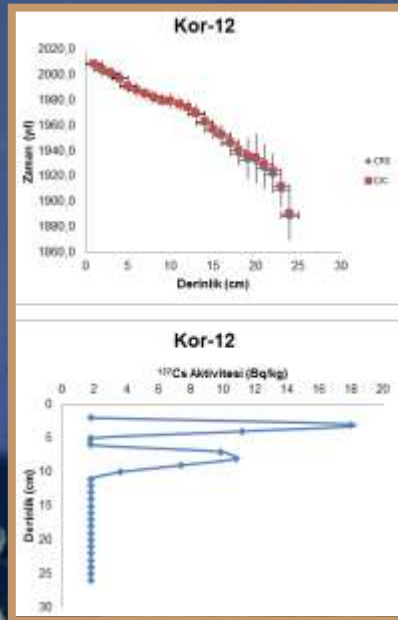 Kor-12
2020,0
2000,0
1980,0
1960,0
1940,0
1920,0
1900,0
1880,0
1860,0
Zaman (yıl)
0 5 10 15 20 25 30
Derinlik (cm)
CRS
CIC
Kor-12
¹³⁷Cs Aktivitesi (Bq/kg)
0 2 4 6 8 10 12 14 16 18 20
0
5
10
15
20
25
30
Derinlik (cm)